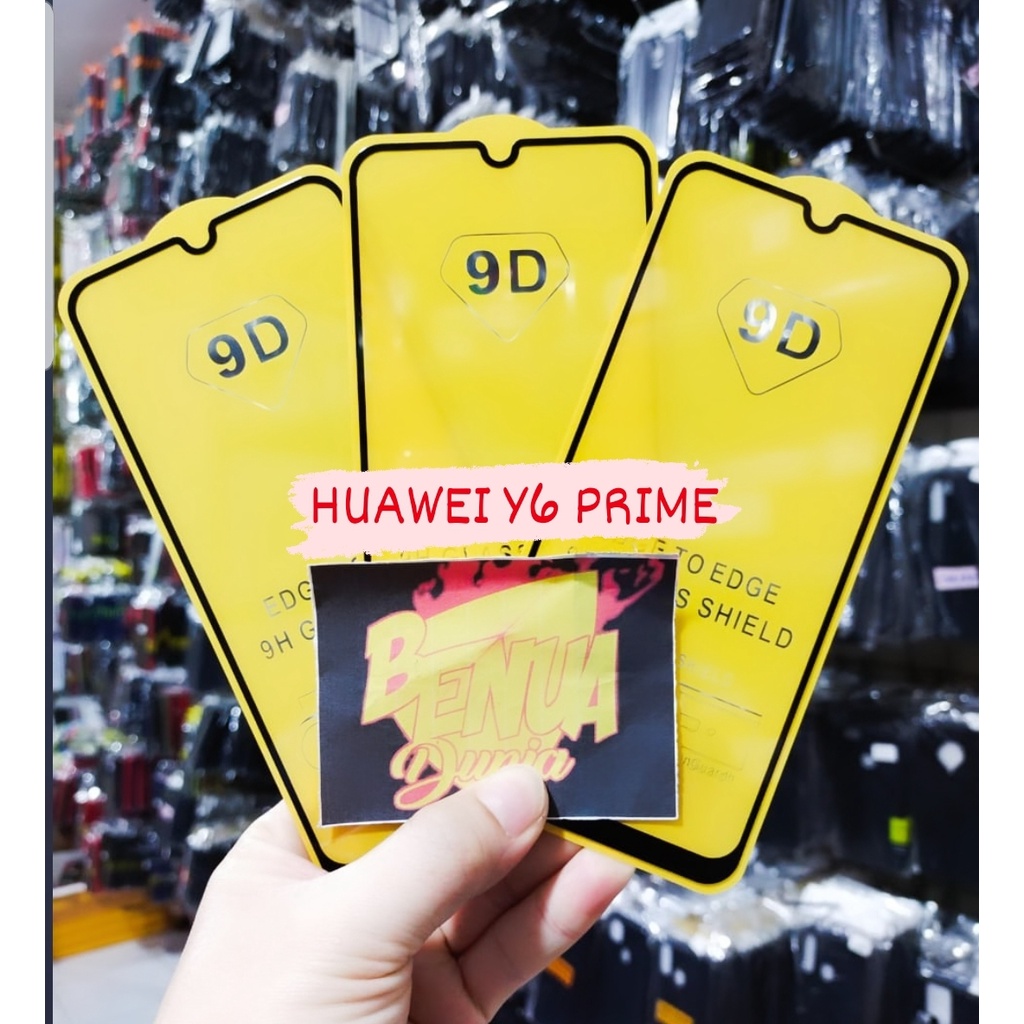 9D
9D
9D
HUAWEI Y6 PRIME
EDG
9H G
TO EDGE
S SHIELD
BENUA
Dunia